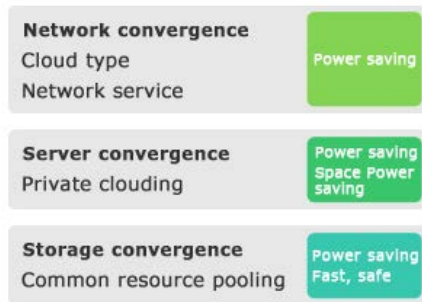 Network convergence
Cloud type
Network service
Power saving
Server convergence
Private clouding
Power saving
Space Power
saving
Storage convergence
Common resource pooling
Power saving
Fast, safe